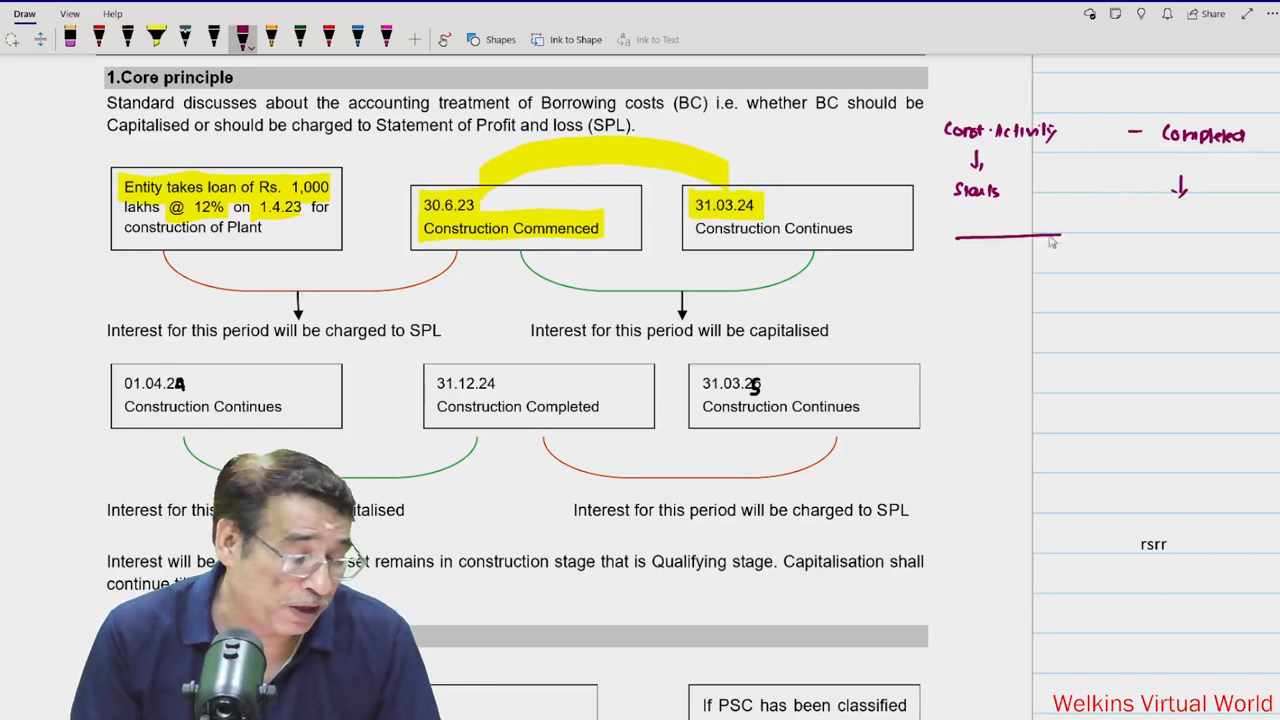 Draw View Help
Share
Shapes Ink to Shape Ink to Text
1.Core principle
Standard discusses about the accounting treatment of Borrowing costs (BC) i.e. whether BC should be
Capitalised or should be charged to Statement of Profit and loss (SPL).
Entity takes loan of Rs. 1,000
lakhs @ 12% on 1.4.23 for
construction of Plant
30.6.23
Construction Commenced
31.03.24
Construction Continues
Const. Activity - Completed
Starts
Interest for this period will be charged to SPL
Interest for this period will be capitalised
01.04.24
Construction Continues
31.12.24
Construction Completed
31.03.25
Construction Continues
Interest for this
Interest for this period will be charged to SPL
rsrr
Interest will be remains in construction stage that is Qualifying stage. Capitalisation shall
continue
If PSC has been classified
Welkins Virtual World